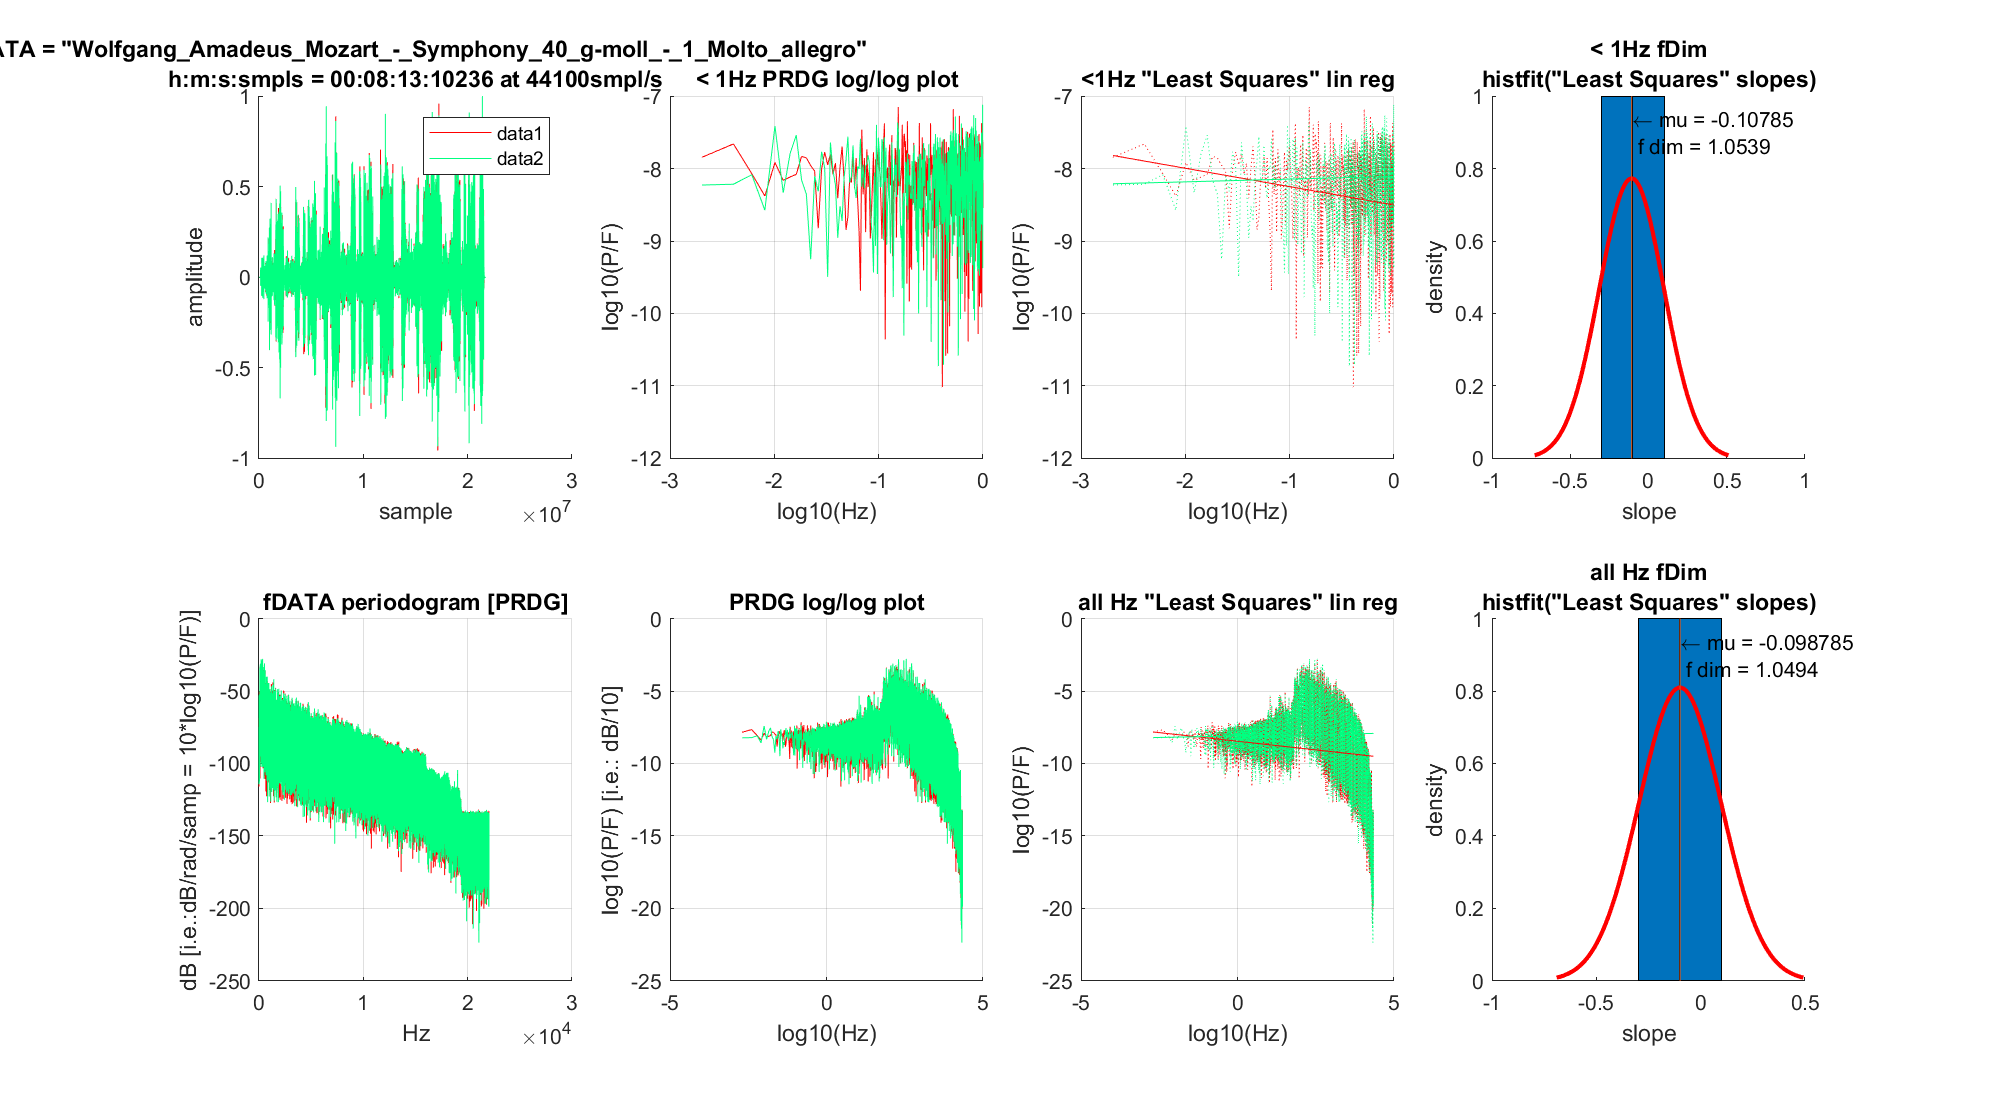 ATA = "Wolfgang_Amadeus_Mozart_-_Symphony_40_g-moll_-_1_Molto_allegro"
h:m:s:smpls = 00:08:13:10236 at 44100smpl/s
1
0.5
0
-0.5
-1
amplitude
data1
data2
0 1 2 3
×10^7
sample
< 1Hz PRDG log/log plot
-7
-8
-9
-10
-11
-12
log10(P/F)
-3 -2 -1 0
log10(Hz)
<1Hz "Least Squares" lin reg
-7
-8
-9
-10
-11
-12
log10(P/F)
-3 -2 -1 0
log10(Hz)
< 1Hz fDim
histfit("Least Squares" slopes)
1
0.8
0.6
0.4
0.2
0
density
← mu = -0.10785
f dim = 1.0539
-1 -0.5 0 0.5 1
slope
fDATA periodogram [PRDG]
0
-50
-100
-150
-200
-250
dB [i.e.:dB/rad/samp = 10*log10(P/F)]
0 1 2 3
×10^4
Hz
PRDG log/log plot
0
-5
-10
-15
-20
-25
log10(P/F) [i.e.: dB/10]
-5 0 5
log10(Hz)
all Hz "Least Squares" lin reg
0
-5
-10
-15
-20
-25
log10(P/F)
-5 0 5
log10(Hz)
all Hz fDim
histfit("Least Squares" slopes)
1
0.8
0.6
0.4
0.2
0
density
← mu = -0.098785
f dim = 1.0494
-1 -0.5 0 0.5
slope